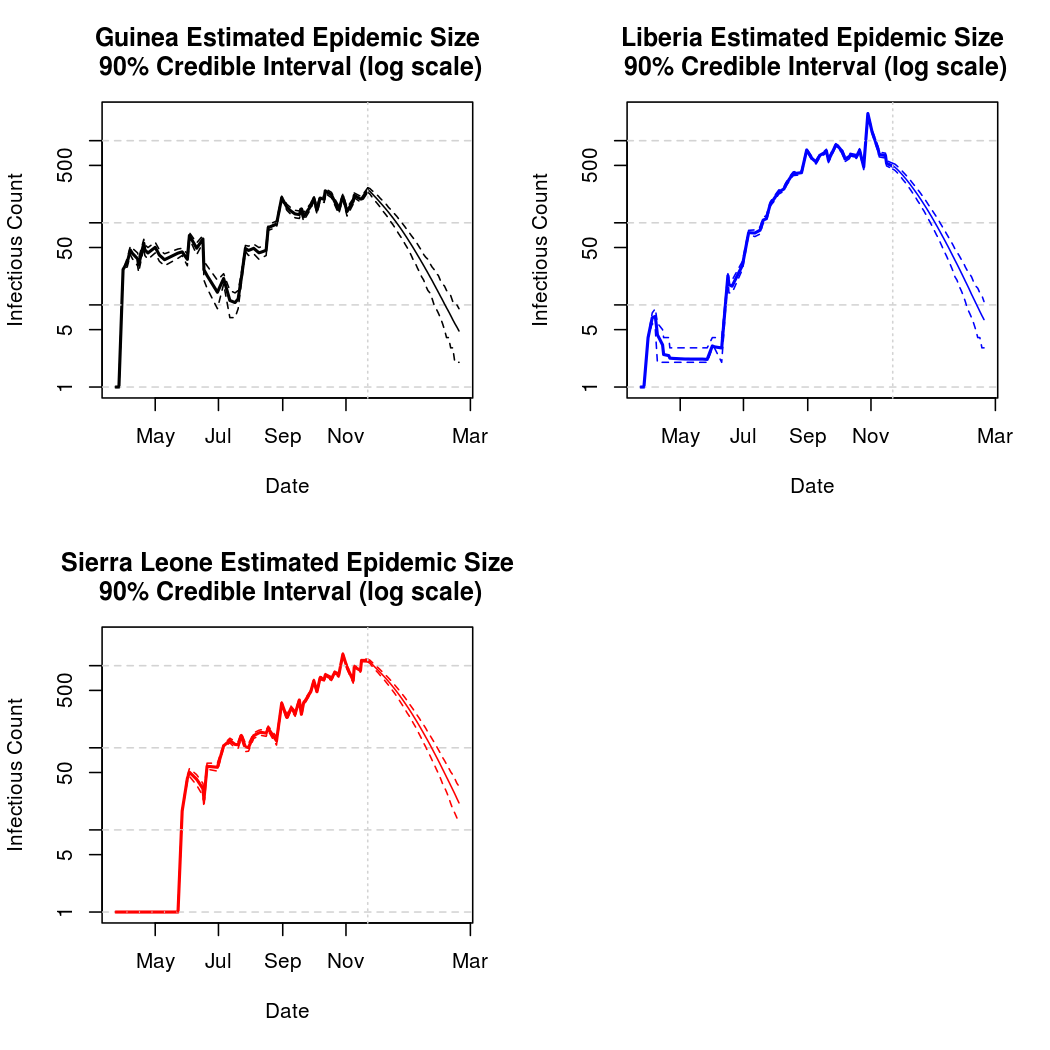 Guinea Estimated Epidemic Size
90% Credible Interval (log scale)
Infectious Count
500
50
5
1
May Jul Sep Nov Mar
Date
Liberia Estimated Epidemic Size
90% Credible Interval (log scale)
Infectious Count
500
50
5
1
May Jul Sep Nov Mar
Date
Sierra Leone Estimated Epidemic Size
90% Credible Interval (log scale)
Infectious Count
500
50
5
1
May Jul Sep Nov Mar
Date